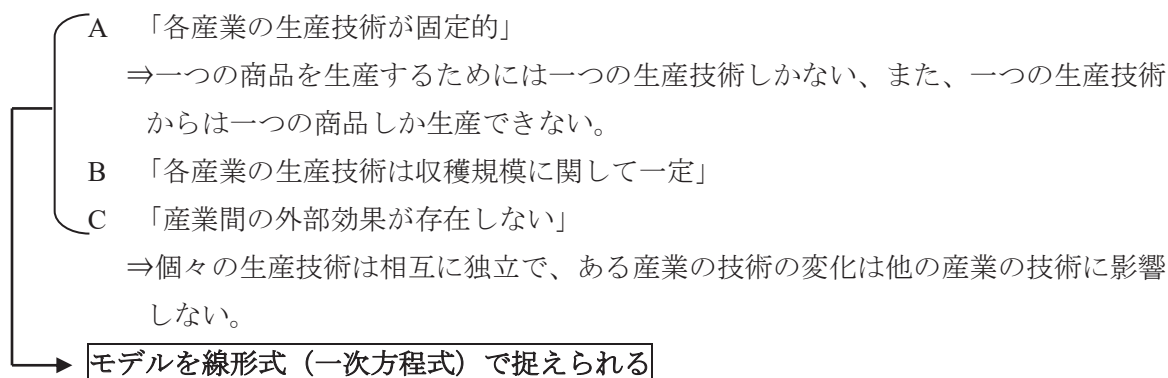 A 「各産業の生産技術が固定的」
⇒一つの商品を生産するためには一つの生産技術しかない、また、一つの生産技術
からは一つの商品しか生産できない。
B 「各産業の生産技術は収穫規模に関して一定」
C 「産業間の外部効果が存在しない」
⇒個々の生産技術は相互に独立で、ある産業の技術の変化は他の産業の技術に影響
しない。
モデルを線形式（一次方程式）で捉えられる